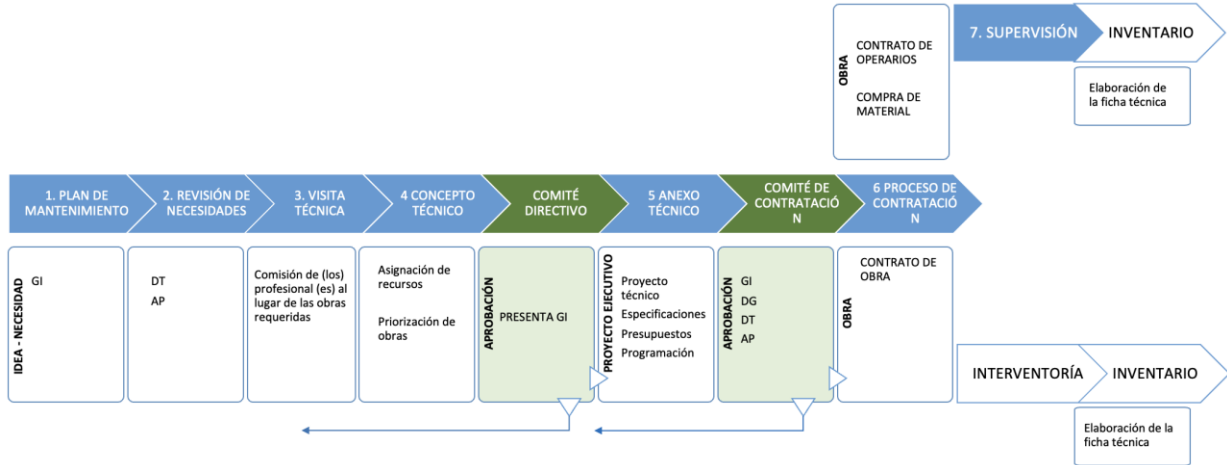 OBRA
CONTRATO DE
OPERARIOS
COMPRA DE
MATERIAL
7. SUPERVISIÓN
INVENTARIO
Elaboración de
la ficha técnica
1. PLAN DE
MANTENIMIENTO
2. REVISIÓN DE
NECESIDADES
3. VISITA
TÉCNICA
4 CONCEPTO
TÉCNICO
COMITÉ
DIRECTIVO
5 ANEXO
TÉCNICO
COMITÉ DE
CONTRATACIÓ
N
6 PROCESO DE
CONTRATACIÓ
N
IDEA - NECESIDAD
GI
DT
AP
Comisión de (los)
profesional (es) al
lugar de las obras
requeridas
Asignación de
recursos
Priorización de
obras
APROBACIÓN
PRESENTA GI
PROYECTO EJECUTIVO
Proyecto
técnico
Especificaciones
Presupuestos
Programación
APROBACIÓN
GI
DG
DT
AP
OBRA
CONTRATO DE
OBRA
INTERVENTORÍA
INVENTARIO
Elaboración de la
ficha técnica